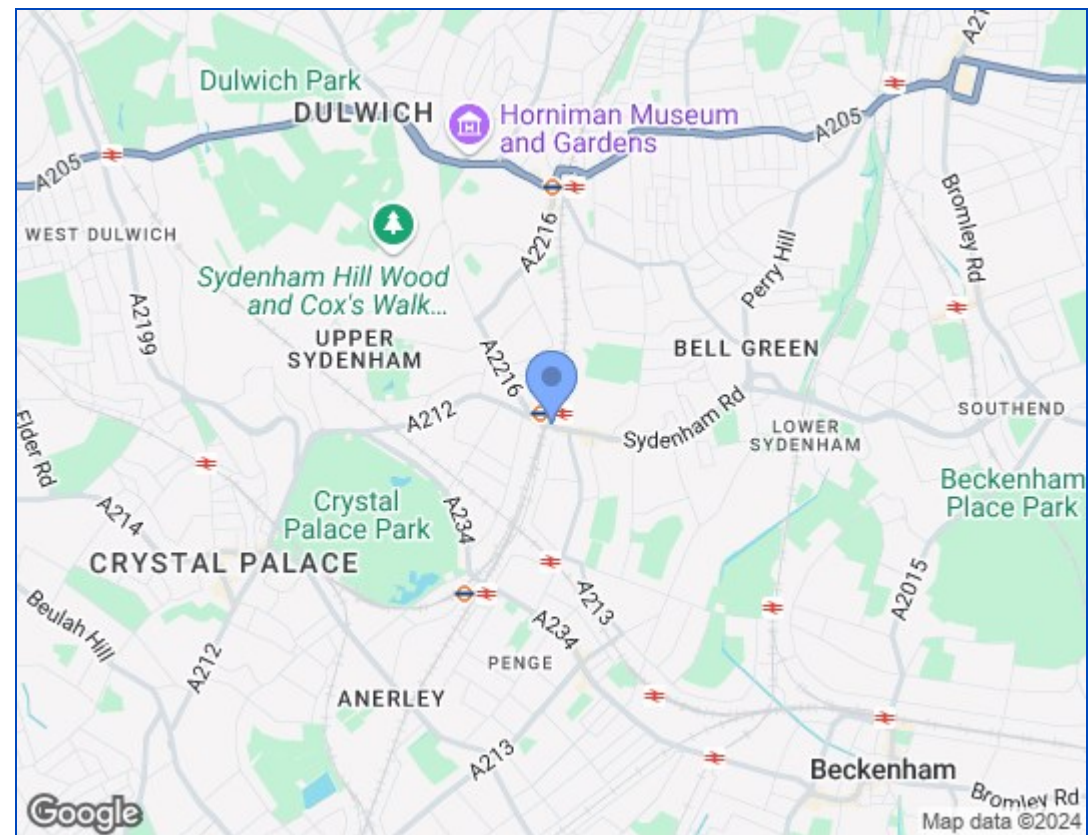 A21
Dulwich Park
DULWICH
Horniman Museum
and Gardens
A205
A205
A2216
Bromley Rd
WEST DULWICH
Perry Hill
Sydenham Hill Wood
and Cox's Walk...
A2199
UPPER
SYDENHAM
A2216
BELL GREEN
A212
Sydenham Rd
SOUTHEND
LOWER
SYDENHAM
Elder Rd
A214
Crystal
Palace Park
A234
Beckenham
Place Park
CRYSTAL PALACE
A213
A2015
Beulah Hill
A234
A212
PENGE
ANERLEY
A213
Beckenham
Bromley Rd
Google
Map data ©2024